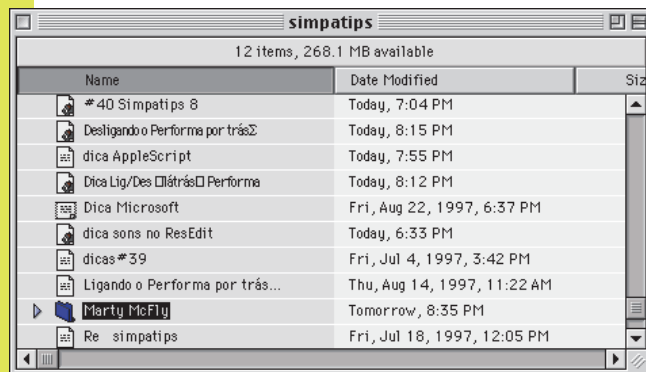 simpatips
12 items, 268.1 MB available
Name Date Modified Siz
#40 Simpatips 8 Today, 7:04 PM
Desligando o Performa por trásΣ Today, 8:15 PM
dica AppleScript Today, 7:55 PM
Dica Lig/Des □látrás□ Performa Today, 8:12 PM
Dica Microsoft Fri, Aug 22, 1997, 6:37 PM
dica sons no ResEdit Today, 6:33 PM
dicas#39 Fri, Jul 4, 1997, 3:42 PM
Ligando o Performa por trás... Thu, Aug 14, 1997, 11:22 AM
Marty McFly Tomorrow, 8:35 PM
Re simpatips Fri, Jul 18, 1997, 12:05 PM